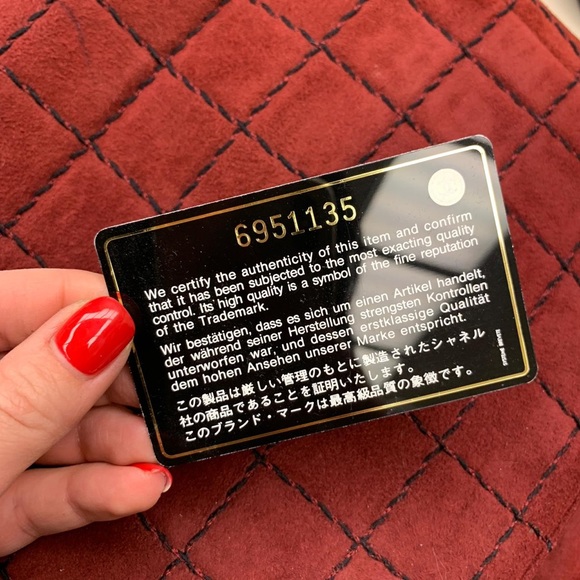 6951135
We certify the authenticity of this item and confirm
that it has been subjected to the most exacting quality
control. Its high quality is a symbol of the fine reputation
of the Trademark.
Wir bestätigen, dass es sich um einen Artikel handelt,
der während seiner Herstellung strengsten Kontrollen
unterworfen war, und dessen erstklassige Qualität
dem hohen Ansehen unserer Marke entspricht.
この製品は厳しい管理のもとに製造されたシャネル
社の商品であることを証明いたします。
このブランド・マークは最高級品質の象徴です。